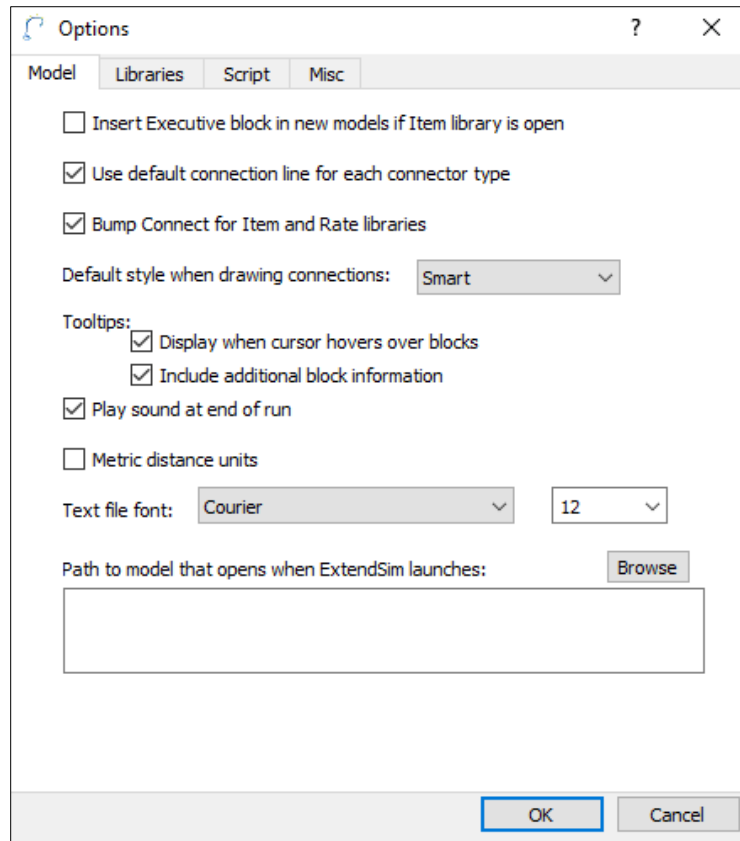 Options
?
Model Libraries Script Misc
Insert Executive block in new models if Item library is open
Use default connection line for each connector type
Bump Connect for Item and Rate libraries
Default style when drawing connections: Smart
Tooltips:
Display when cursor hovers over blocks
Include additional block information
Play sound at end of run
Metric distance units
Text file font: Courier 12
Path to model that opens when ExtendSim launches: Browse
OK Cancel